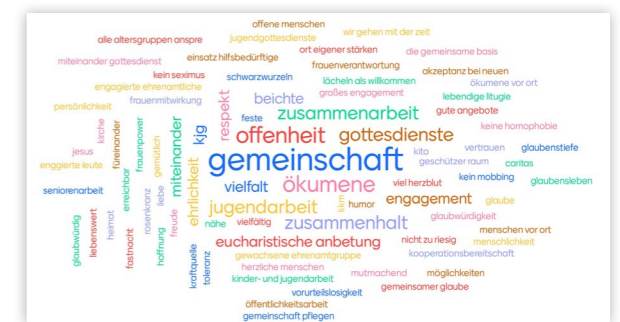 offene menschen
alle altersgruppen anspre
jugendgottesdienste
wir gehen mit der zeit
miteinander gottesdienst
einsatz hilfsbedürftige
ort eigener stärken
die gemeinsame basis
kein seximus
frauenverantwortung
akzeptanz bei neuen
engagierte ehrenamtliche
schwarzwurzeln
lächeln als willkommen
ökumene vor ort
frauenmitwirkung
beichte
großes engagement
lebendige litugie
persönlichkeit
respekt
feste
zusammenarbeit
gute angebote
kirche
füreinander
frauenpower
kjg
offenheit
gottesdienste
keine homophobie
jesus
gemütlich
miteinander
gemeinschaft
kita
vertrauen
glaubenstiefe
enggierte leute
geschützer raum
caritas
seniorenarbeit
erreichbar
ehrlichkeit
vielfalt
ökumene
viel herzblut
kein mobbing
glaubensleben
rosenkranz
liebe
jugendarbeit
kkm
humor
engagement
glaube
glaubwürdig
liebenswert
heimat
freude
nähe
vielfältig
zusammenhalt
glaubwürdigkeit
fastnacht
hoffnung
menschen vor ort
eucharistische anbetung
nicht zu riesig
menschlichkeit
kraftquelle
toleranz
gewachsene ehrenamtgruppe
kooperationsbereitschaft
herzliche menschen
mutmachend
möglichkeiten
kinder- und jugendarbeit
gemeinsamer glaube
vorurteilslosigkeit
öffentlichkeitsarbeit
gemeinschaft pflegen